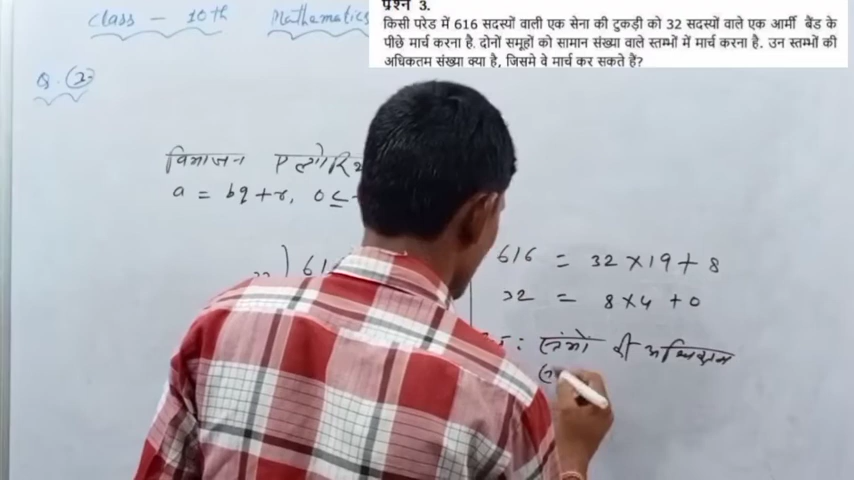 Class - 10th Mathematics
प्रश्न 3.
किसी परेड में 616 सदस्यों वाली एक सेना की टुकड़ी को 32 सदस्यों वाले एक आर्मी बैंड के
पीछे मार्च करना है. दोनों समूहों को सामान संख्या वाले स्तम्भों में मार्च करना है. उन स्तम्भों की
अधिकतम संख्या क्या है, जिसमे वे मार्च कर सकते हैं?
विभाजन
a = bq + r, 0 ≤
616 = 32 × 19 + 8
32 = 8 × 4 + 0
की अधिकतम